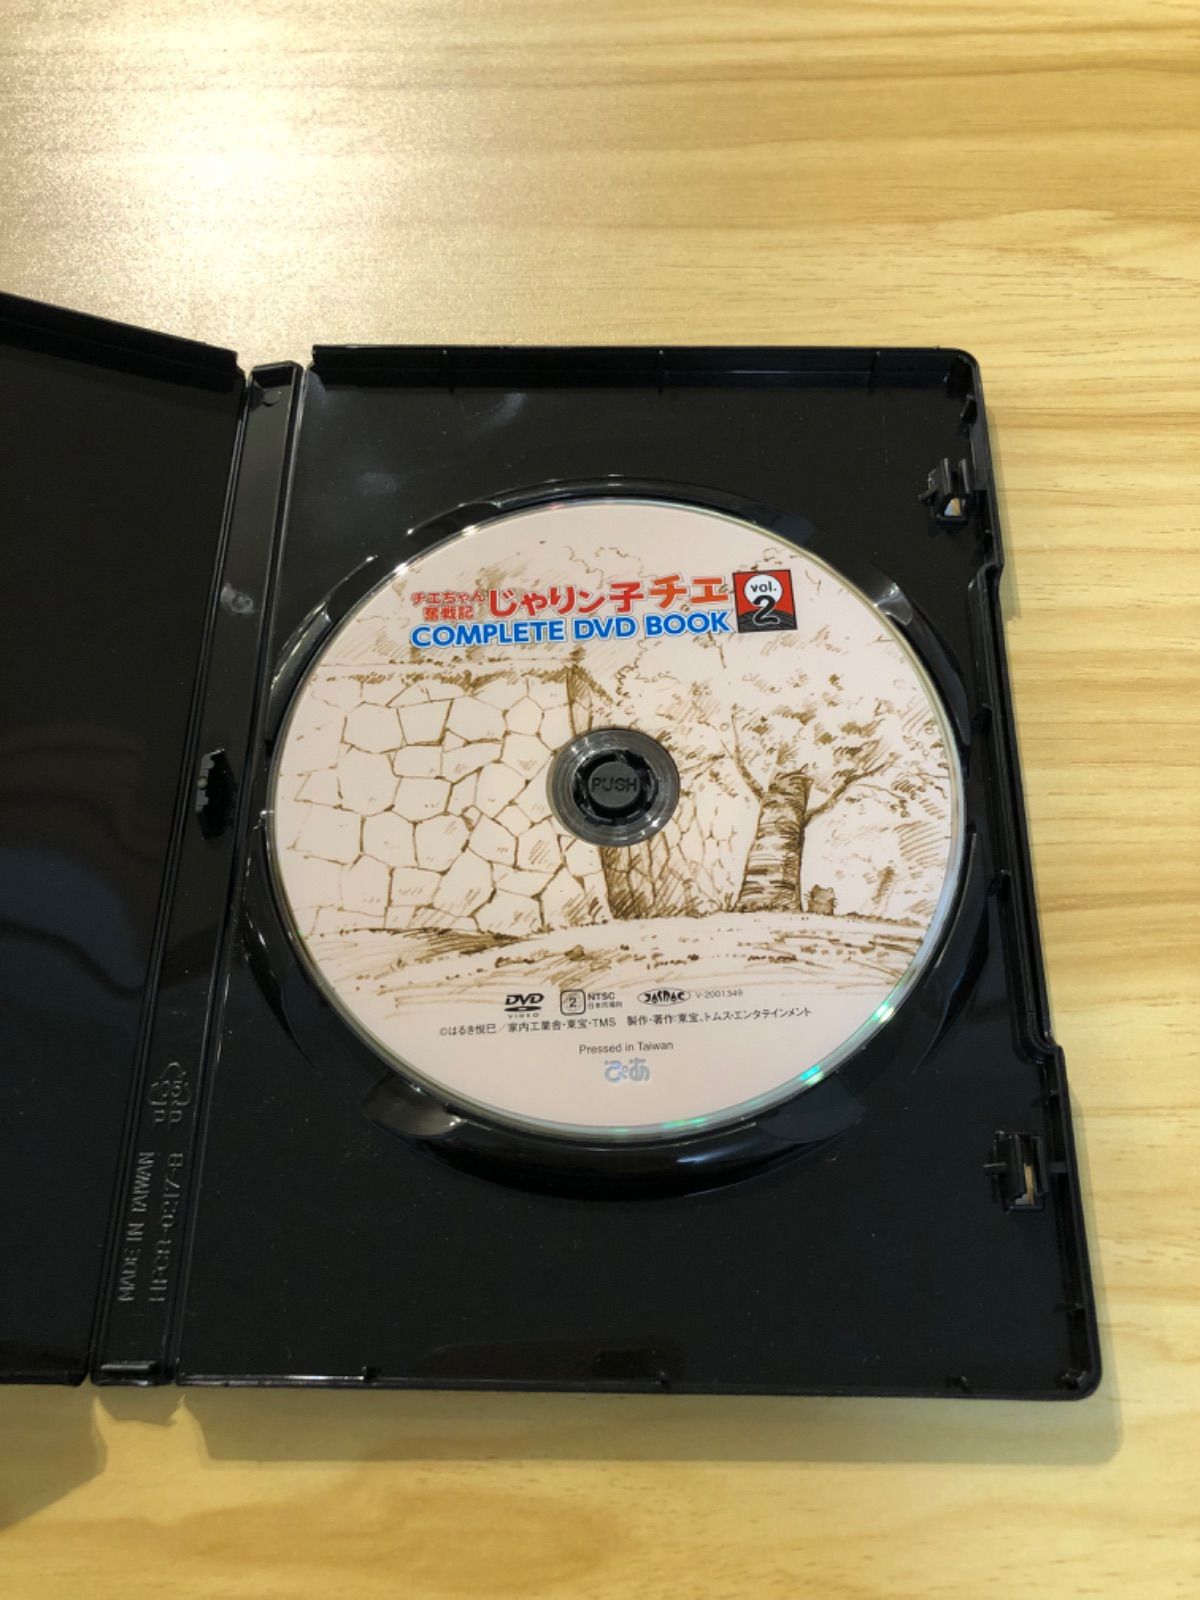 チエちゃん
奮戦記
じゃリン子チエ
vol.
2
COMPLETE DVD BOOK
PUSH
DVD
VIDEO
2
NTSC
日本市場向
JASRAC
V-2001349
©はるき悦巳／家内工業舎・東宝・TMS 製作・著作:東宝、トムス・エンタテインメント
Pressed in Taiwan
ぴあ
MADE IN TAIWAN